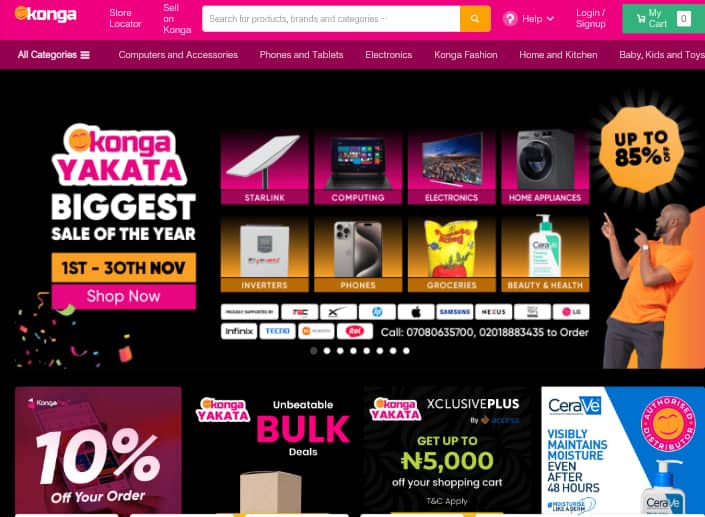 konga
Store
Locator
Sell
on
Konga
Search for products, brands and categories ...
Help
Login /
Signup
My
Cart
0
All Categories
Computers and Accessories
Phones and Tablets
Electronics
Konga Fashion
Home and Kitchen
Baby, Kids and Toys
konga
YAKATA
BIGGEST
SALE OF THE YEAR
1ST - 30TH NOV
Shop Now
STARLINK
COMPUTING
ELECTRONICS
HOME APPLIANCES
INVERTERS
PHONES
GROCERIES
BEAUTY & HEALTH
CeraVe
UP TO
85% OFF
PROUDLY SUPPORTED BY
hp
SAMSUNG
NEXUS
LG
Infinix
TECNO
itel
Call: 07080635700, 02018883435 to Order
Konga
10%
Off Your Order
konga
YAKATA
Unbeatable
BULK
Deals
konga
YAKATA
XCLUSIVEPLUS
By access
GET UP TO
₦5,000
off your shopping cart
T&C Apply
CeraVe
AUTHORISED
DISTRIBUTOR
VISIBLY
MAINTAINS
MOISTURE
EVEN
AFTER
48 HOURS
#MOISTURISE
LIKE A DERM
CeraVe